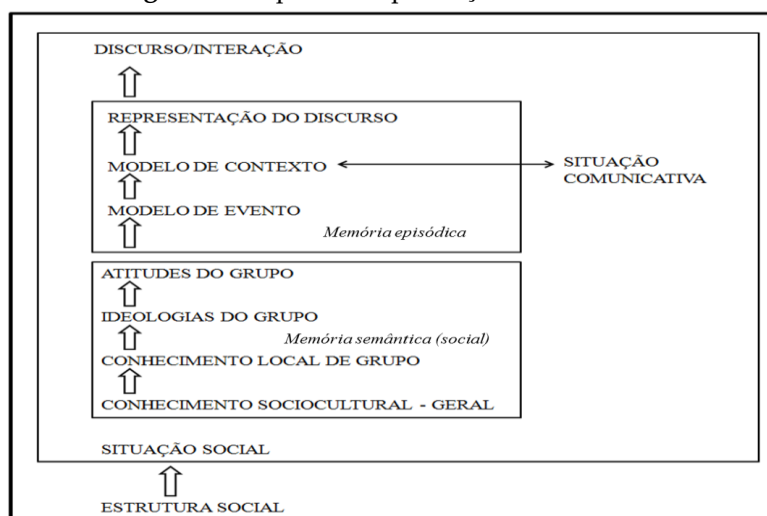 DISCURSO/INTERAÇÃO
REPRESENTAÇÃO DO DISCURSO
MODELO DE CONTEXTO
SITUAÇÃO
COMUNICATIVA
MODELO DE EVENTO
Memória episódica
ATITUDES DO GRUPO
IDEOLOGIAS DO GRUPO
Memória semântica (social)
CONHECIMENTO LOCAL DE GRUPO
CONHECIMENTO SOCIOCULTURAL - GERAL
SITUAÇÃO SOCIAL
ESTRUTURA SOCIAL